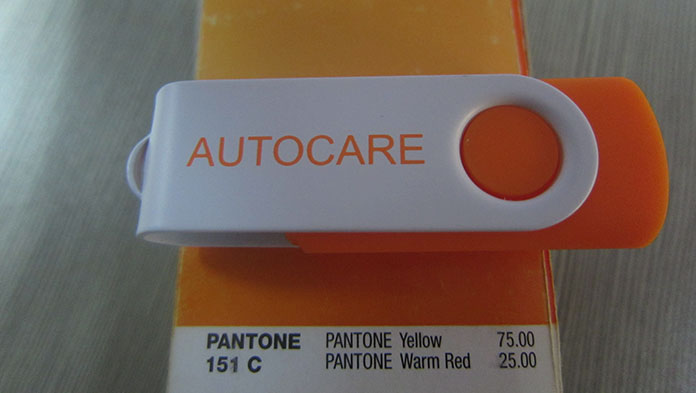 AUTOCARE
PANTONE PANTONE Yellow 75.00
151 C PANTONE Warm Red 25.00